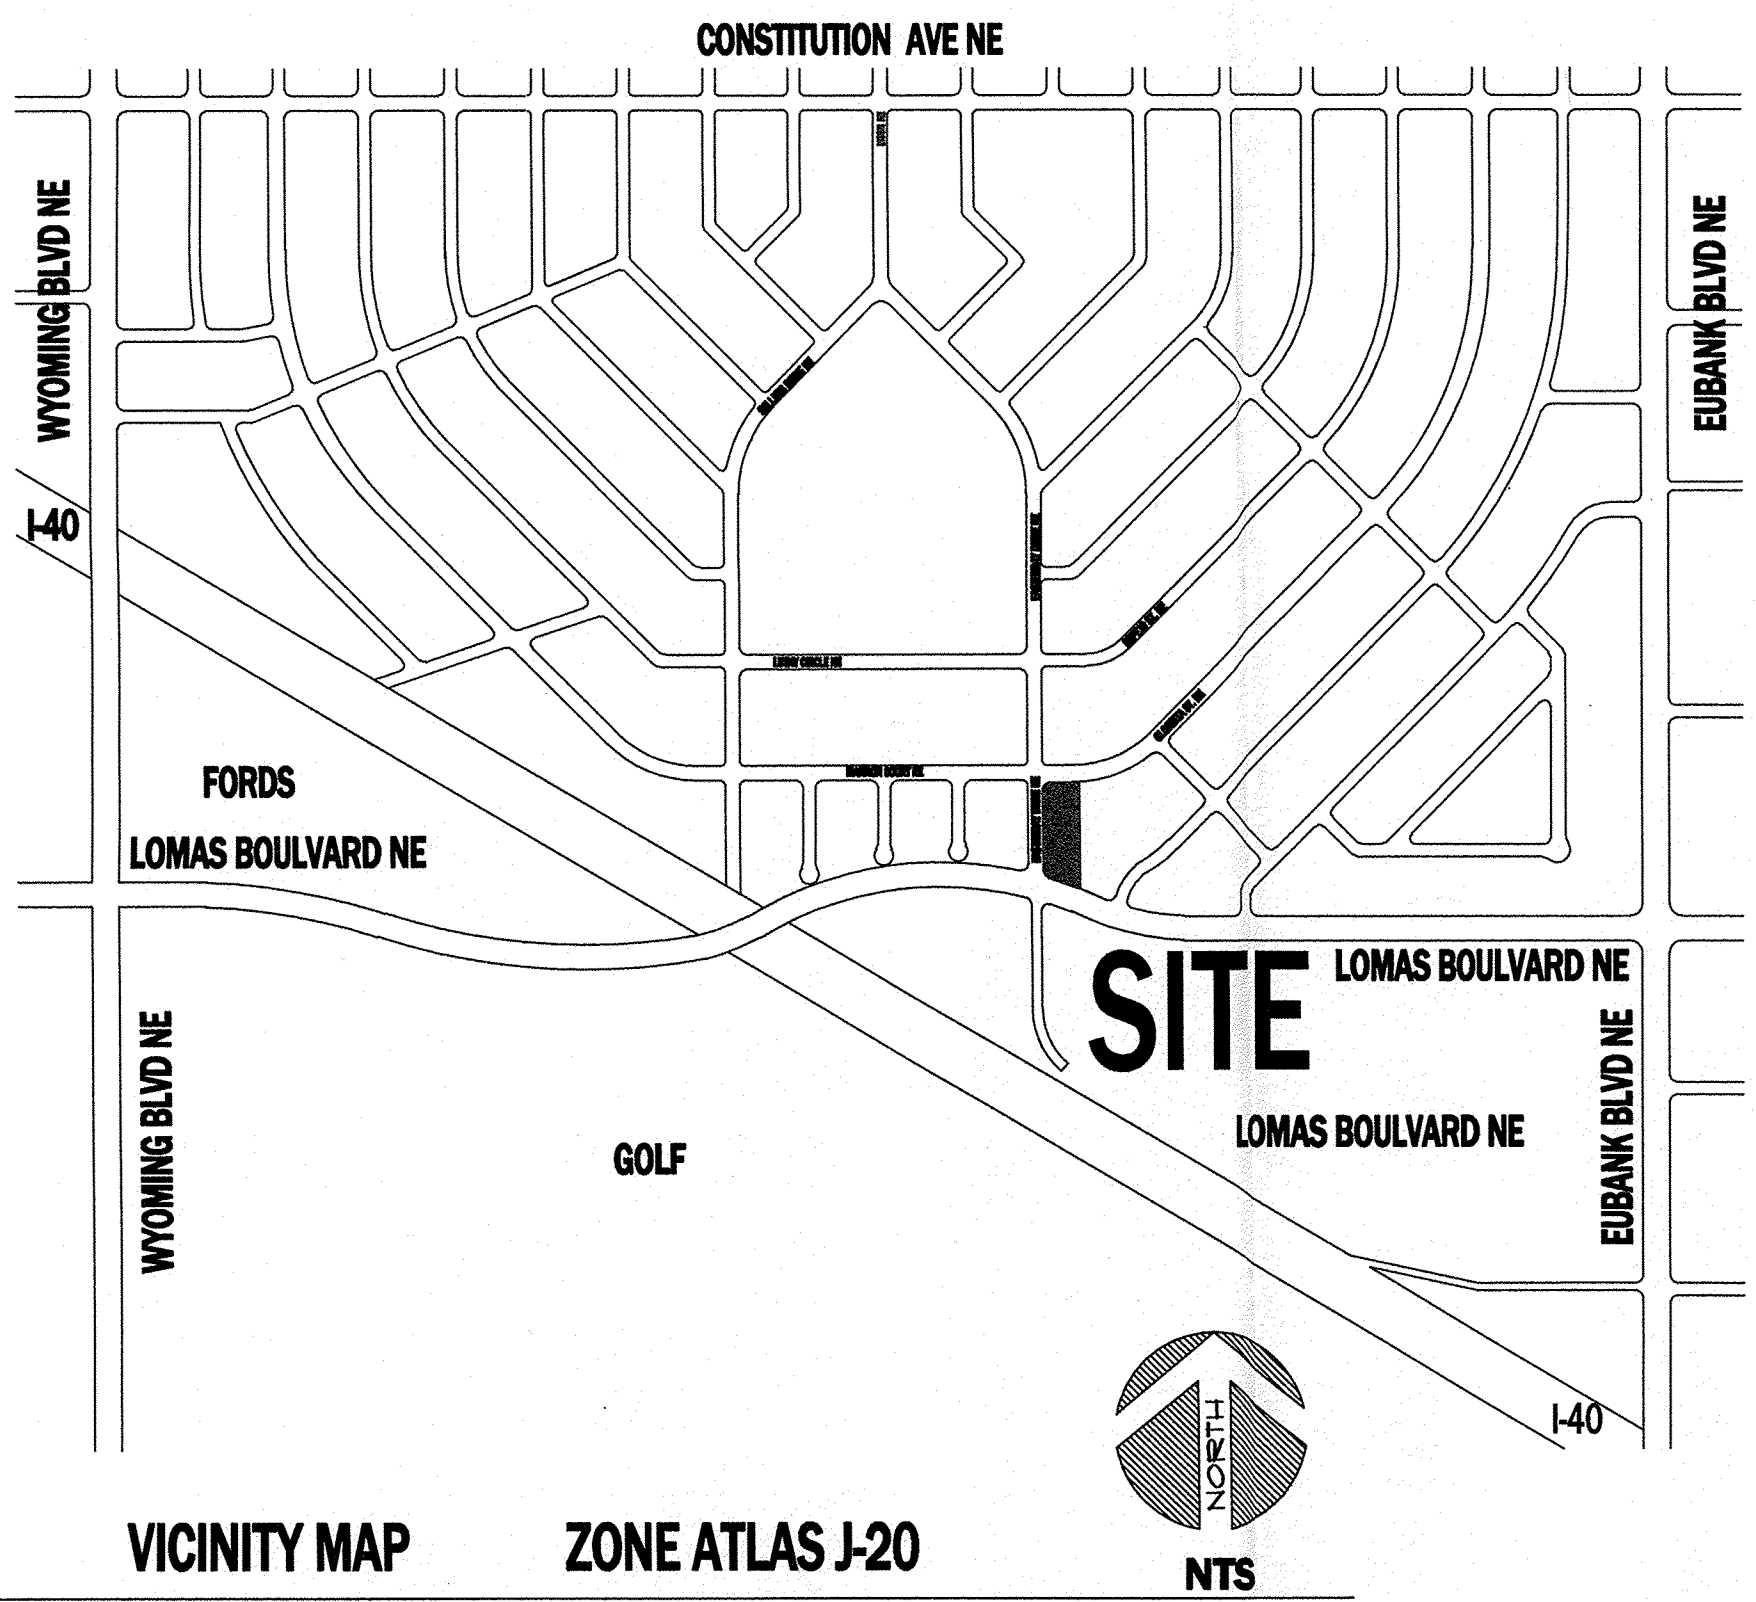 CONSTITUTION AVE NE
WYOMING BLVD NE
EUBANK BLVD NE
I-40
FORDS
LOMAS BOULVARD NE
SITE
LOMAS BOULVARD NE
WYOMING BLVD NE
EUBANK BLVD NE
GOLF
LOMAS BOULVARD NE
I-40
NORTH
VICINITY MAP
ZONE ATLAS J-20
NTS